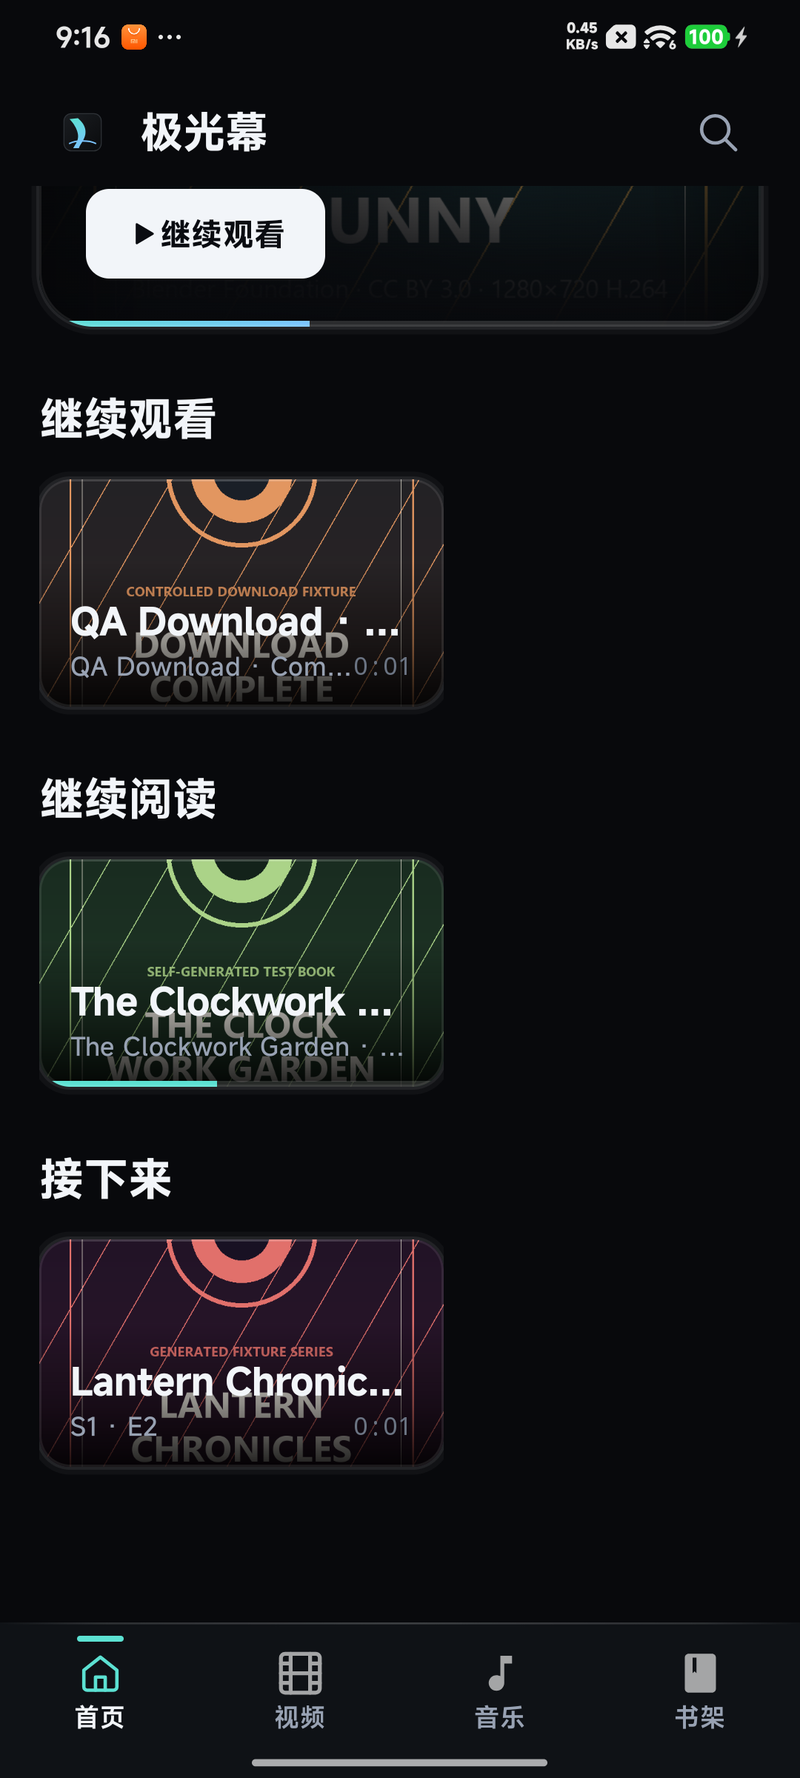 9:16
0.45
KB/s
6
100
极光幕
UNNY
继续观看
Foundation · CC BY 3.0 · 1280×720 H.264
继续观看
CONTROLLED DOWNLOAD FIXTURE
QA Download · ...
DOWNLOAD
QA Download · Com...
0:01
COMPLETE
继续阅读
SELF-GENERATED TEST BOOK
The Clockwork ...
THE CLOCK
The Clockwork Garden · ...
WORK GARDEN
接下来
GENERATED FIXTURE SERIES
Lantern Chronic...
LANTERN
S1 · E2
0:01
CHRONICLES
首页
视频
音乐
书架